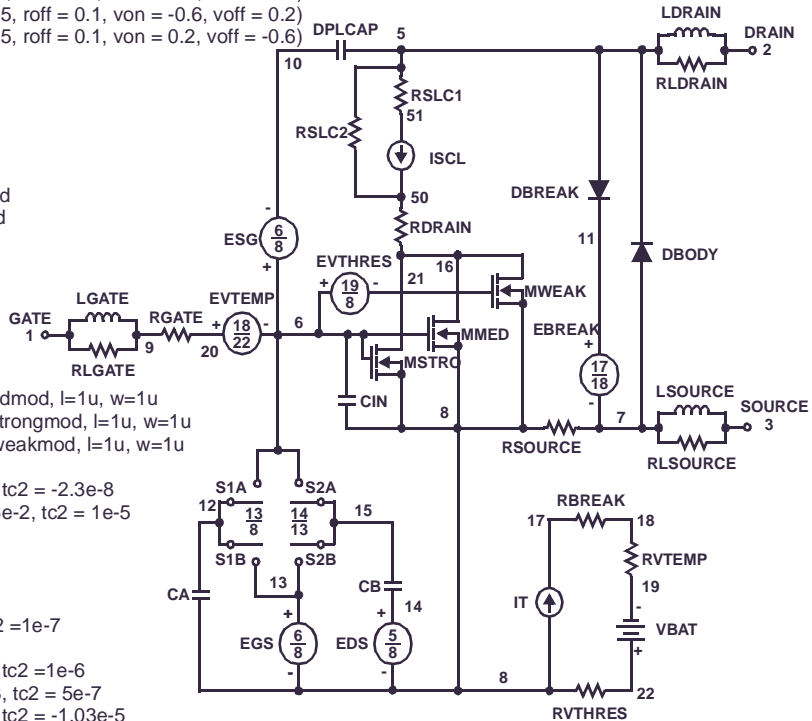 5, roff = 0.1, von = -0.6, voff = 0.2)
5, roff = 0.1, von = 0.2, voff = -0.6)
d
d
dmod, l=1u, w=1u
trongmod, l=1u, w=1u
weakmod, l=1u, w=1u
tc2 = -2.3e-8
e-2, tc2 = 1e-5
2 =1e-7
tc2 =1e-6
, tc2 = 5e-7
tc2 = -1.03e-5
DPLCAP
5
10
LDRAIN
DRAIN
2
RLDRAIN
RSLC1
51
RSLC2
ISCL
50
RDRAIN
DBREAK
11
DBODY
ESG
6
8
-
+
EVTHRES
+
19
8
-
21
16
MWEAK
MMED
MSTRO
EBREAK
+
17
18
-
GATE
1
LGATE
RLGATE
9
RGATE
20
EVTEMP
+
18
22
-
6
CIN
8
RSOURCE
7
LSOURCE
SOURCE
3
RLSOURCE
S1A
S2A
12
13
8
14
13
15
S1B
S2B
13
CA
CB
14
+
EGS
6
8
-
+
EDS
5
8
-
RBREAK
17
18
RVTEMP
19
IT
-
VBAT
+
8
22
RVTHRES